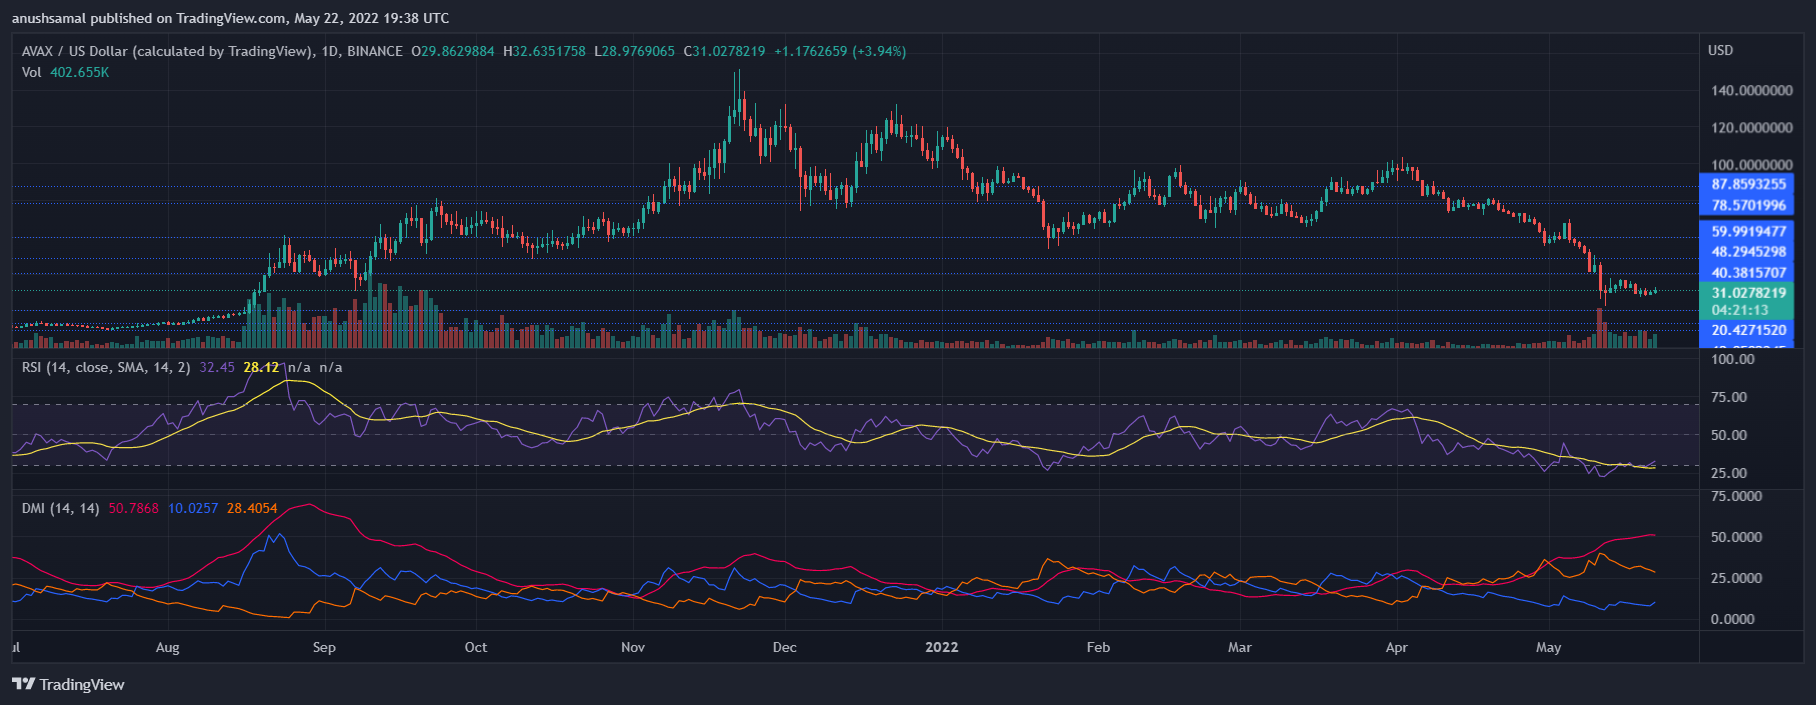 anushsamal published on TradingView.com, May 22, 2022 19:38 UTC
AVAX / US Dollar (calculated by TradingView), 1D, BINANCE O29.8629884 H32.6351758 L28.9769065 C31.0278219 +1.1762659 (+3.94%)
Vol 402.655K
USD
140.0000000
120.0000000
100.0000000
87.8593255
78.5701996
59.9919477
48.2945298
40.3815707
31.0278219
04:21:13
20.4271520
RSI (14, close, SMA, 14, 2) 32.45 28.12 n/a n/a
100.00
75.00
50.00
25.00
DMI (14, 14) 50.7868 10.0257 28.4054
75.0000
50.0000
25.0000
0.0000
Aug Sep Oct Nov Dec 2022 Feb Mar Apr May
TradingView